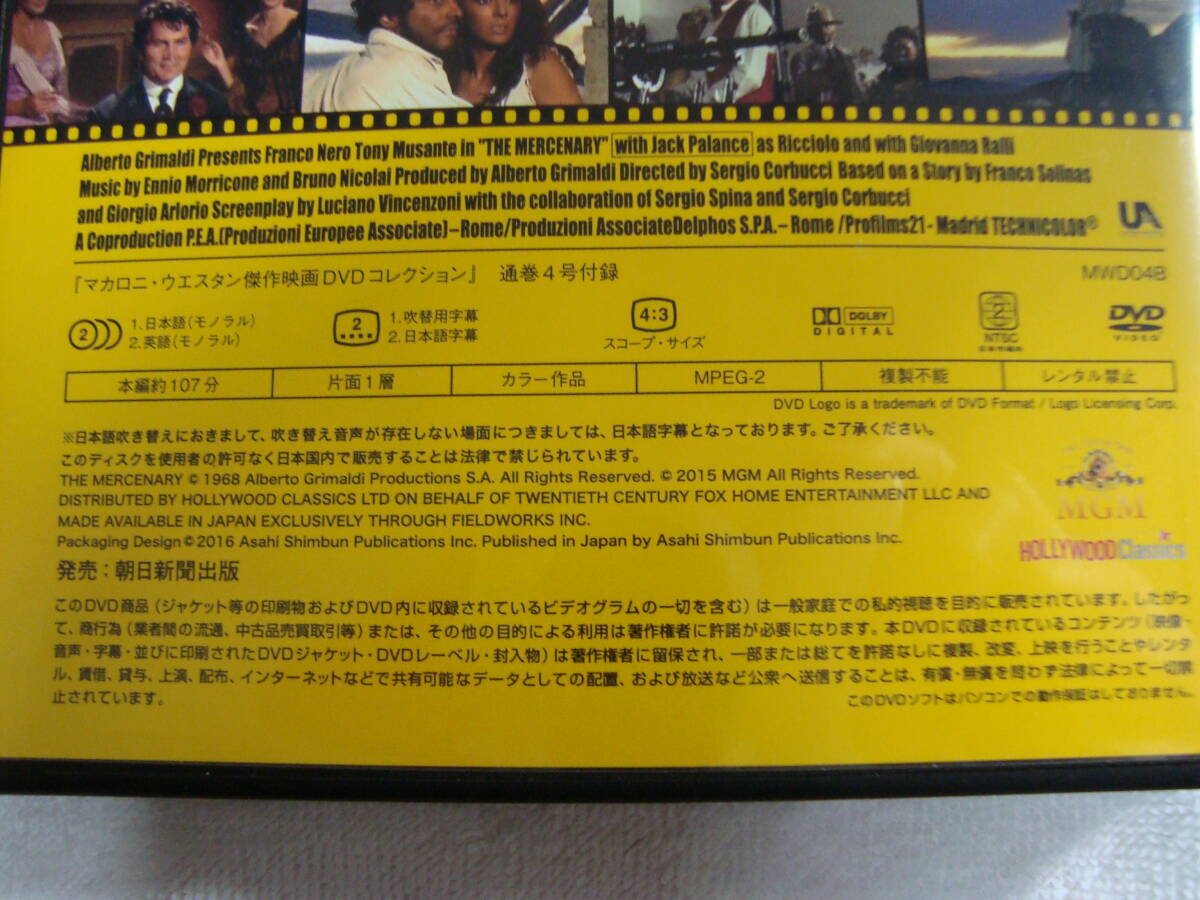 Alberto Grimaldi Presents Franco Nero Tony Musante in "THE MERCENARY" with Jack Palance as Ricciolo and with Giovanna Ralli
Music by Ennio Morricone and Bruno Nicolai Produced by Alberto Grimaldi Directed by Sergio Corbucci Based on a Story by Franco Solinas
and Giorgio Arlorio Screenplay by Luciano Vincenzoni with the collaboration of Sergio Spina and Sergio Corbucci
A Coproduction P.E.A.(Produzioni Europee Associate)–Rome/Produzioni AssociateDelphos S.P.A.– Rome /Profilms21- Madrid TECHNICOLOR®
UA
『マカロニ・ウエスタン傑作映画DVDコレクション』 通巻4号付録
MWD04B
2 1.日本語(モノラル)
2.英語(モノラル)
2 1.吹替用字幕
2.日本語字幕
4:3
スコープ・サイズ
DOLBY
DIGITAL
2
NTSC
日本市場向
DVD
VIDEO
本編約107分 片面1層 カラー作品 MPEG-2 複製不能 レンタル禁止
DVD Logo is a trademark of DVD Format / Logo Licensing Corp.
※日本語吹き替えにおきまして、吹き替え音声が存在しない場面につきましては、日本語字幕となっております。ご了承ください。
このディスクを使用者の許可なく日本国内で販売することは法律で禁じられています。
THE MERCENARY © 1968 Alberto Grimaldi Productions S.A. All Rights Reserved. © 2015 MGM All Rights Reserved.
DISTRIBUTED BY HOLLYWOOD CLASSICS LTD ON BEHALF OF TWENTIETH CENTURY FOX HOME ENTERTAINMENT LLC AND
MADE AVAILABLE IN JAPAN EXCLUSIVELY THROUGH FIELDWORKS INC.
Packaging Design © 2016 Asahi Shimbun Publications Inc. Published in Japan by Asahi Shimbun Publications Inc.
MGM
HOLLYWOOD Classics
発売：朝日新聞出版
このDVD商品（ジャケット等の印刷物およびDVD内に収録されているビデオグラムの一切を含む）は一般家庭での私的視聴を目的に販売されています。したがっ
て、商行為（業者間の流通、中古品売買取引等）または、その他の目的による利用は著作権者に許諾が必要になります。本DVDに収録されているコンテンツ（映像・
音声・字幕・並びに印刷されたDVDジャケット・DVDレーベル・封入物）は著作権者に留保され、一部または総てを許諾なしに複製、改変、上映を行うことやレンタ
ル、賃借、貸与、上演、配布、インターネットなどで共有可能なデータとしての配置、および放送など公衆へ送信することは、有償・無償を問わず法律によって一切禁
止されています。
このDVDソフトはパソコンでの動作保証はしておりません。